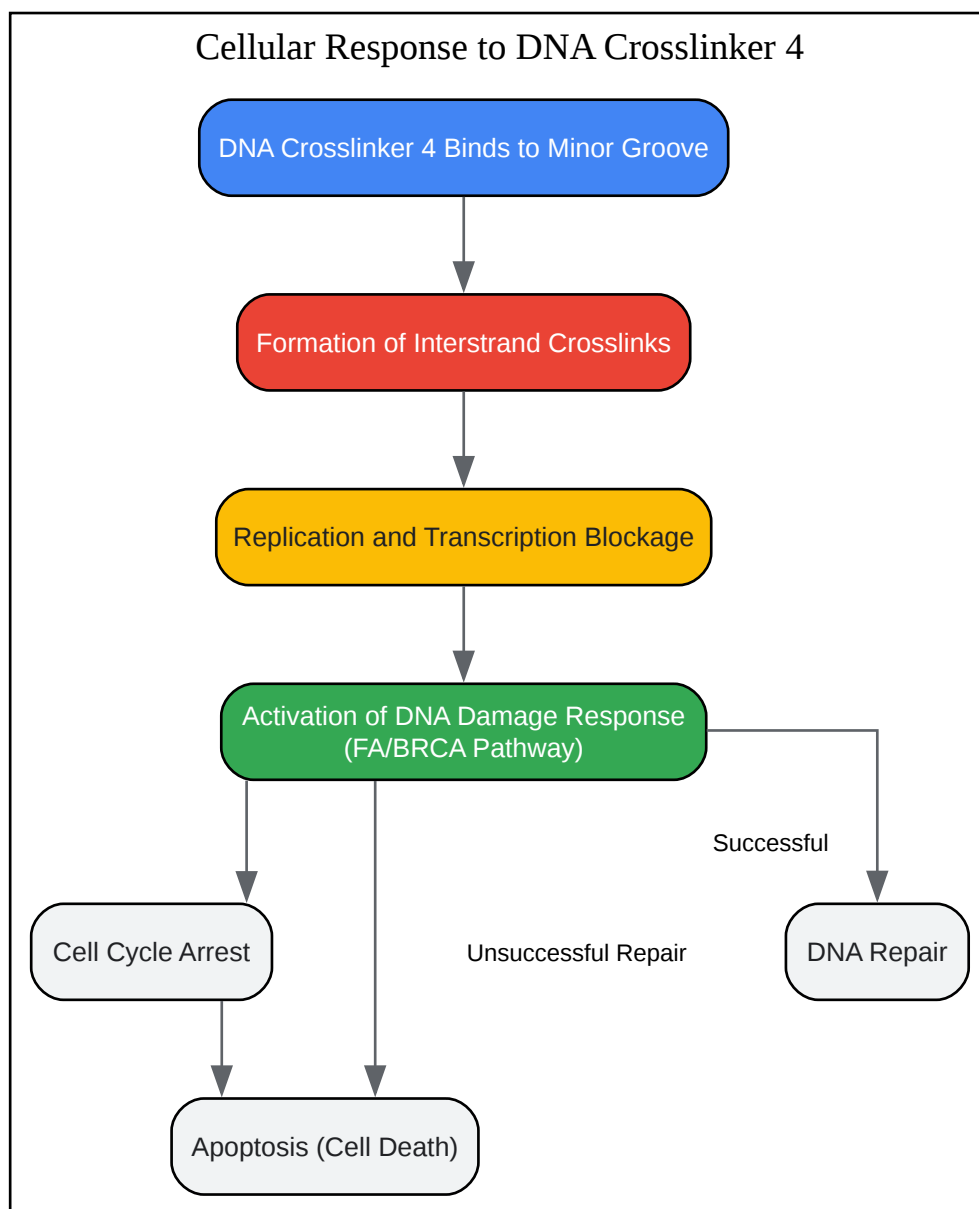 Cellular Response to DNA Crosslinker 4
DNA Crosslinker 4 Binds to Minor Groove
Formation of Interstrand Crosslinks
Replication and Transcription Blockage
Activation of DNA Damage Response
(FA/BRCA Pathway)
Successful
Cell Cycle Arrest
Unsuccessful Repair
DNA Repair
Apoptosis (Cell Death)